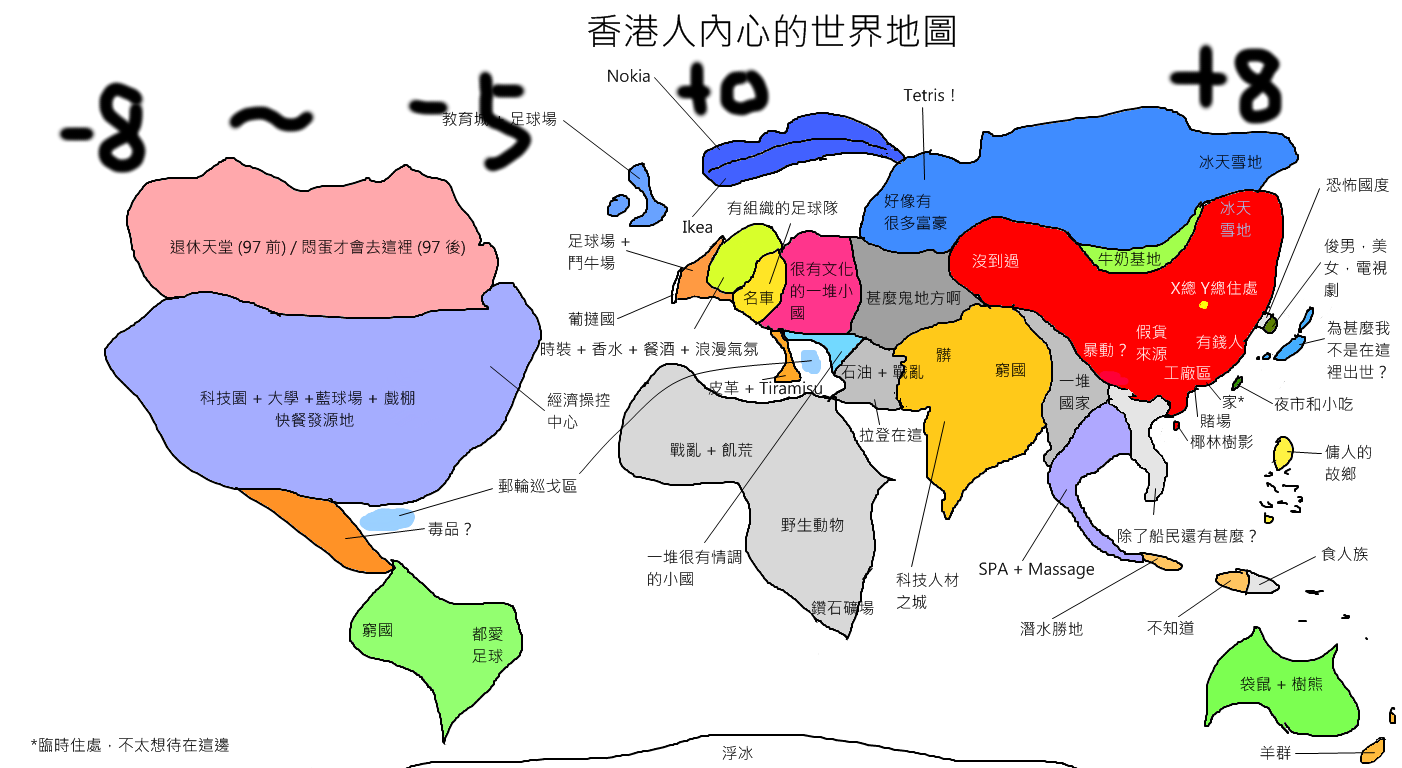 香港人內心的世界地圖
-8 ~ -5 +0 +8
Nokia
Tetris！
教育城 + 足球場
冰天雪地
恐怖國度
好像有
很多富豪
有組織的足球隊
Ikea
冰天
雪地
足球場 +
鬥牛場
退休天堂 (97 前) / 悶蛋才會去這裡 (97 後)
俊男．美
女．電視
劇
沒到過
牛奶基地
很有文化
的一堆小
國
名車
甚麼鬼地方啊
X總 Y總住處
葡撻國
為甚麼我
不是在這
裡出世？
假貨
來源
有錢人
暴動？
時裝 + 香水 + 餐酒 + 浪漫氣氛
髒
窮國
石油 + 戰亂
工廠區
皮革 + Tiramisu
一堆
國家
科技園 + 大學 +藍球場 + 戲棚
快餐發源地
經濟操控
中心
家*
夜市和小吃
賭場
拉登在這
椰林樹影
戰亂 + 飢荒
傭人的
故鄉
郵輪巡戈區
毒品？
野生動物
除了船民還有甚麼？
一堆很有情調
的小國
食人族
SPA + Massage
科技人材
之城
鑽石礦場
潛水勝地
不知道
窮國
都愛
足球
袋鼠 + 樹熊
*臨時住處．不太想待在這邊
浮冰
羊群